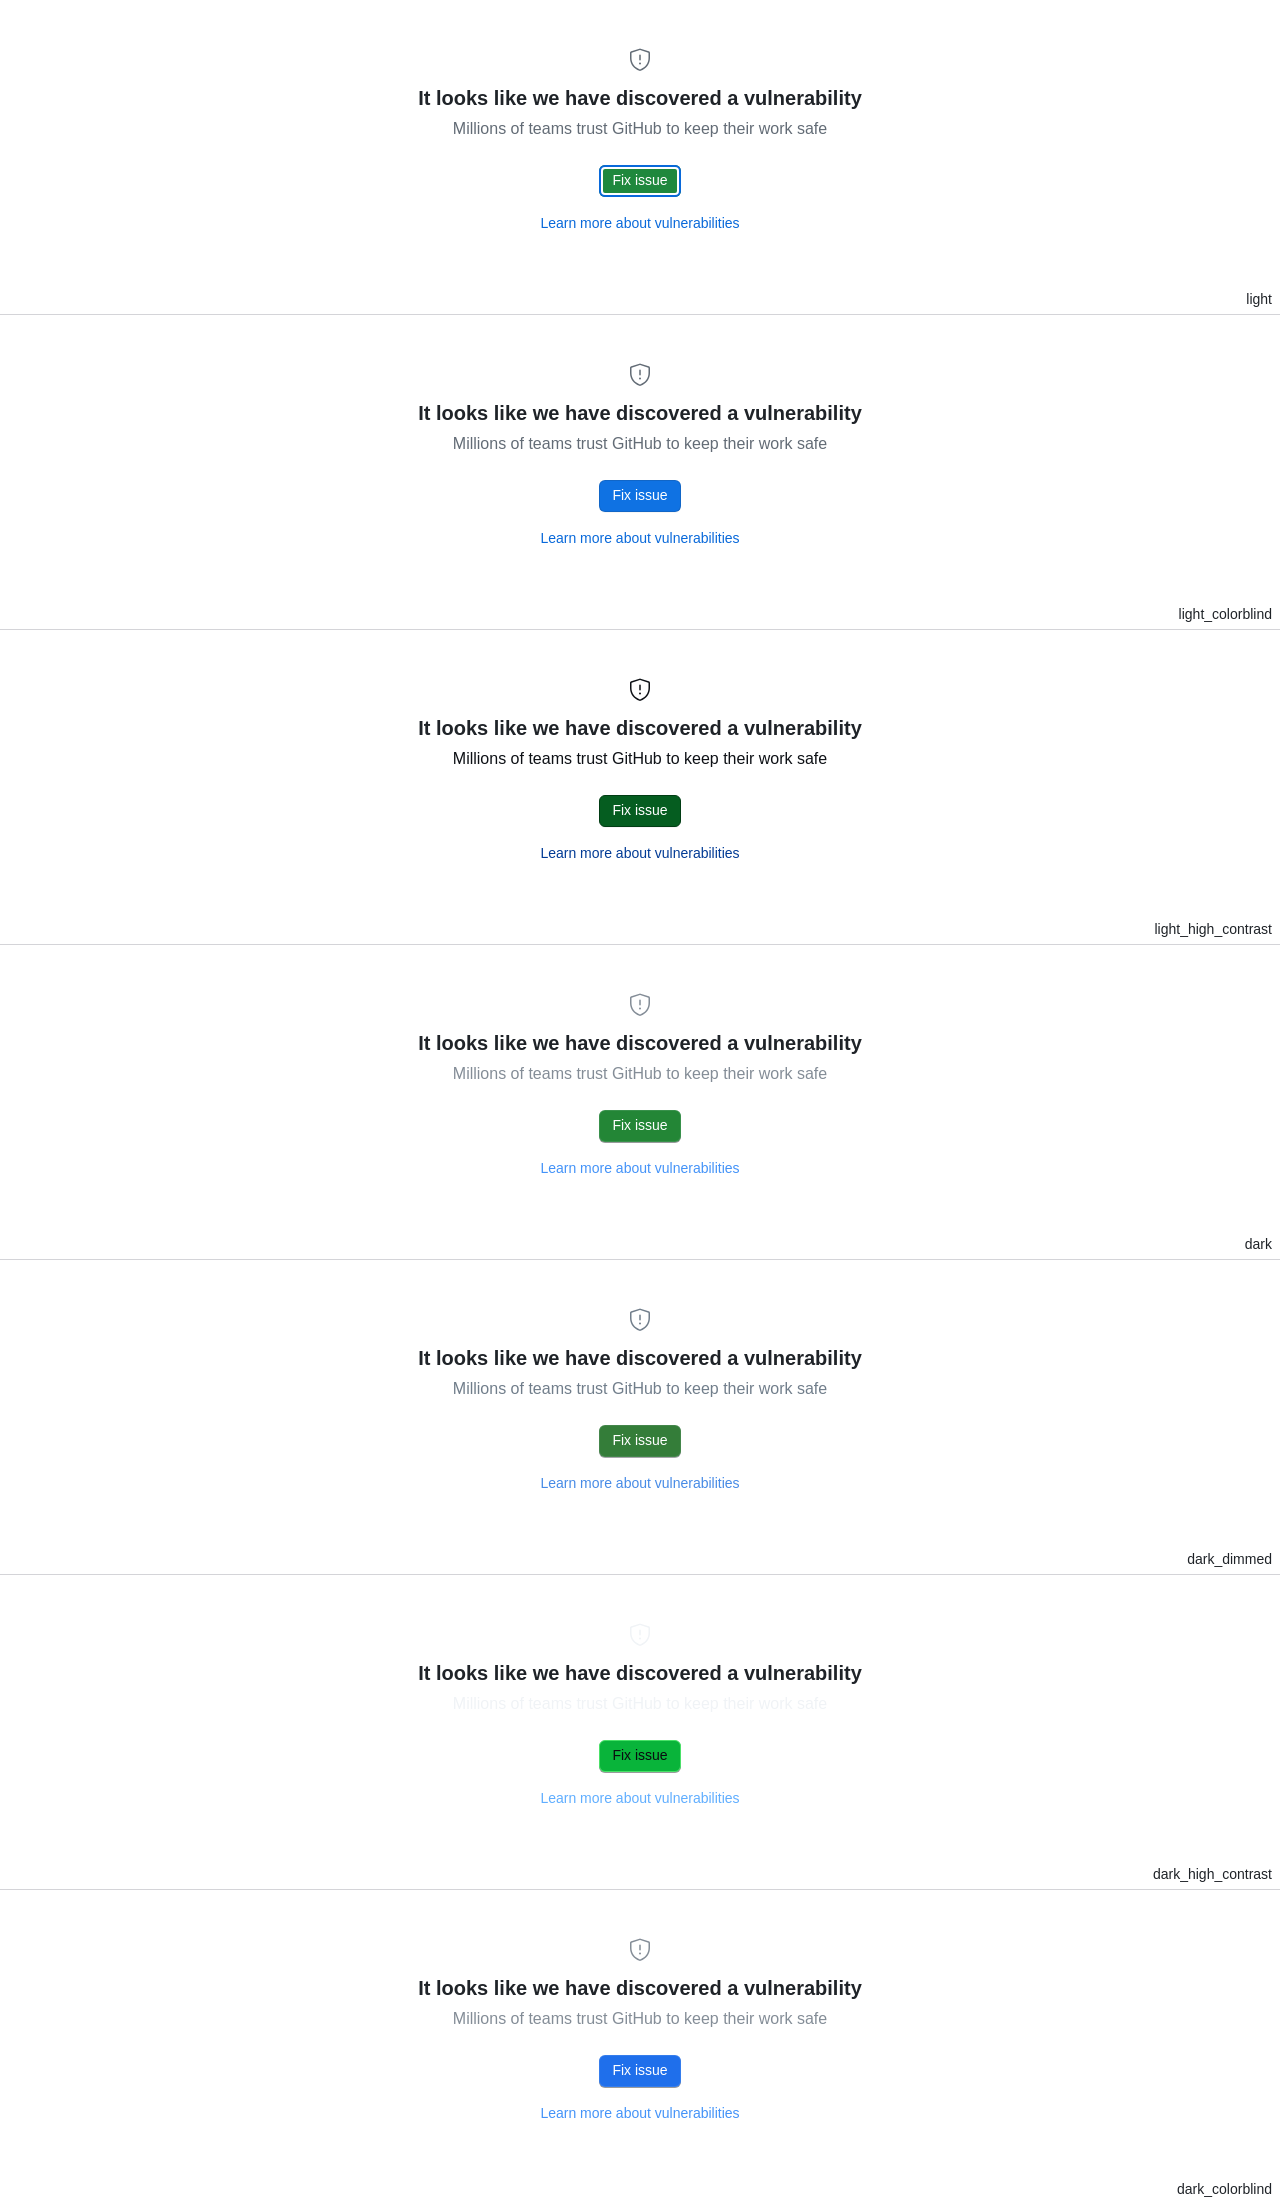 It looks like we have discovered a vulnerability
Millions of teams trust GitHub to keep their work safe
Fix issue
Learn more about vulnerabilities
light
It looks like we have discovered a vulnerability
Millions of teams trust GitHub to keep their work safe
Fix issue
Learn more about vulnerabilities
light_colorblind
It looks like we have discovered a vulnerability
Millions of teams trust GitHub to keep their work safe
Fix issue
Learn more about vulnerabilities
light_high_contrast
It looks like we have discovered a vulnerability
Millions of teams trust GitHub to keep their work safe
Fix issue
Learn more about vulnerabilities
dark
It looks like we have discovered a vulnerability
Millions of teams trust GitHub to keep their work safe
Fix issue
Learn more about vulnerabilities
dark_dimmed
It looks like we have discovered a vulnerability
Millions of teams trust GitHub to keep their work safe
Fix issue
Learn more about vulnerabilities
dark_high_contrast
It looks like we have discovered a vulnerability
Millions of teams trust GitHub to keep their work safe
Fix issue
Learn more about vulnerabilities
dark_colorblind